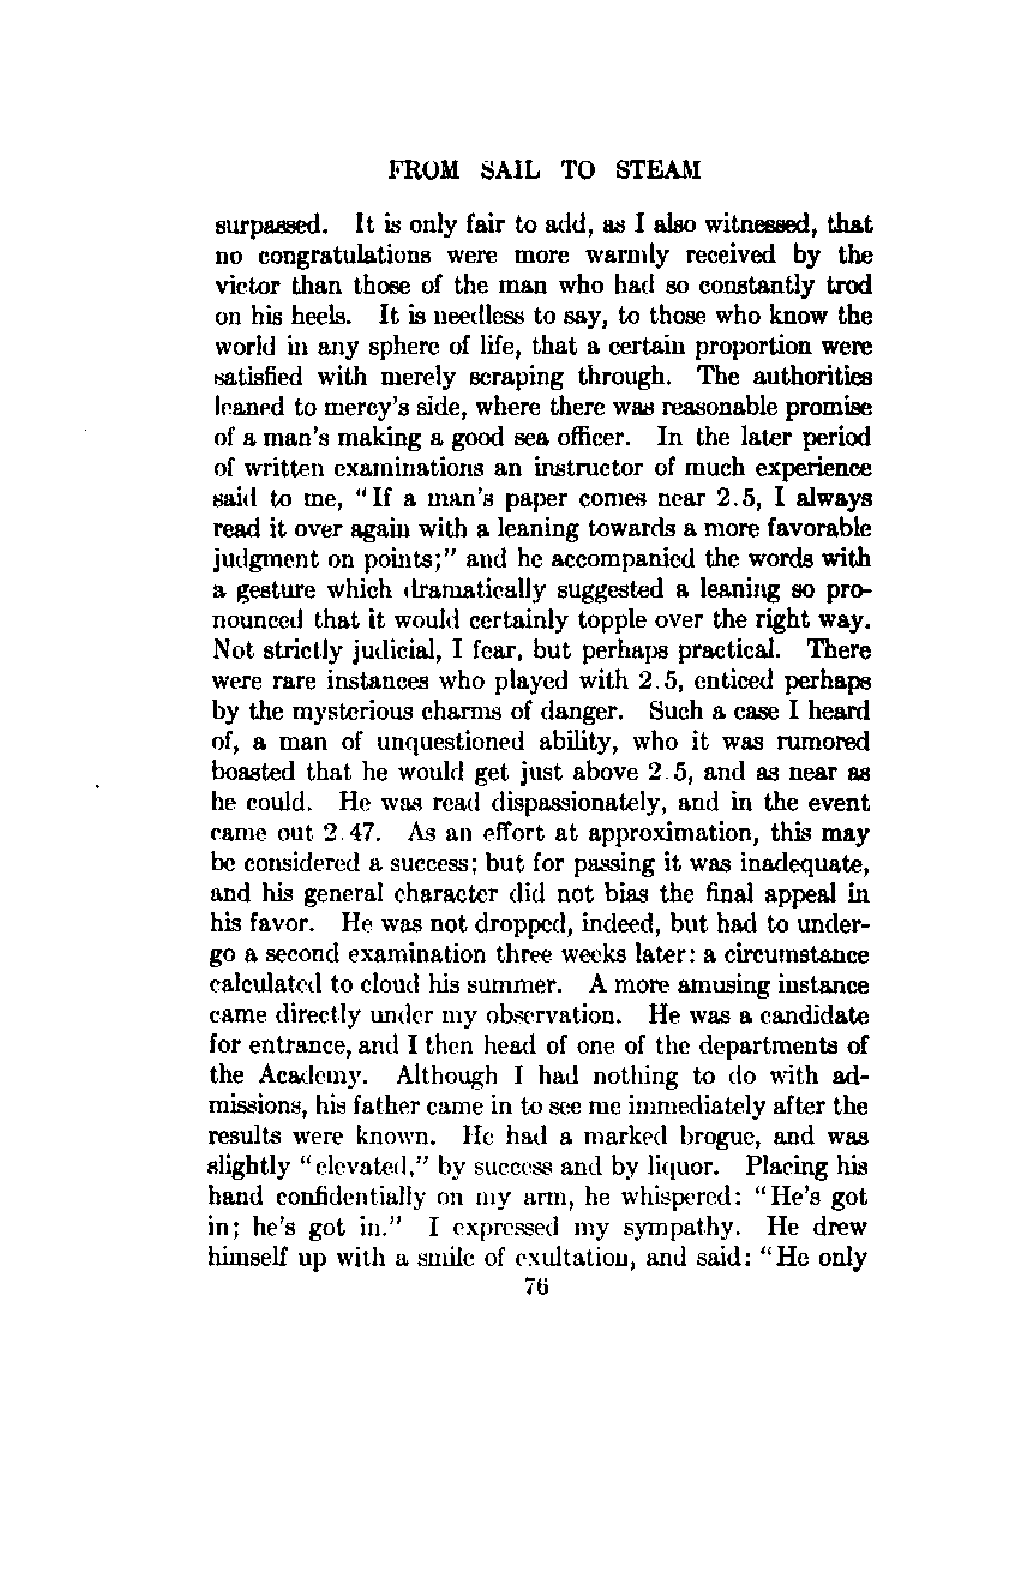 FROM SAIL TO STEAM
surpassed. It is only fair to add, as I also witnessed, that
no congratulations were more warmly received by the
victor than those of the man who had so constantly trod
on his heels. It is needless to say, to those who know the
world in any sphere of life, that a certain proportion were
satisfied with merely scraping through. The authorities
leaned to mercy's side, where there was reasonable promise
of a man's making a good sea officer. In the later period
of written examinations an instructor of much experience
said to me, "If a man's paper comes near 2.5, I always
read it over again with a leaning towards a more favorable
judgment on points;" and he accompanied the words with
a gesture which dramatically suggested a leaning so pro-
nounced that it would certainly topple over the right way.
Not strictly judicial, I fear, but perhaps practical. There
were rare instances who played with 2.5, enticed perhaps
by the mysterious charms of danger. Such a case I heard
of, a man of unquestioned ability, who it was rumored
boasted that he would get just above 2.5, and as near as
he could. He was read dispassionately, and in the event
came out 2.47. As an effort at approximation, this may
be considered a success; but for passing it was inadequate,
and his general character did not bias the final appeal in
his favor. He was not dropped, indeed, but had to under-
go a second examination three weeks later: a circumstance
calculated to cloud his summer. A more amusing instance
came directly under my observation. He was a candidate
for entrance, and I then head of one of the departments of
the Academy. Although I had nothing to do with ad-
missions, his father came in to see me immediately after the
results were known. He had a marked brogue, and was
slightly "elevated," by success and by liquor. Placing his
hand confidentially on my arm, he whispered: "He's got
in; he's got in." I expressed my sympathy. He drew
himself up with a smile of exultation, and said: "He only
76